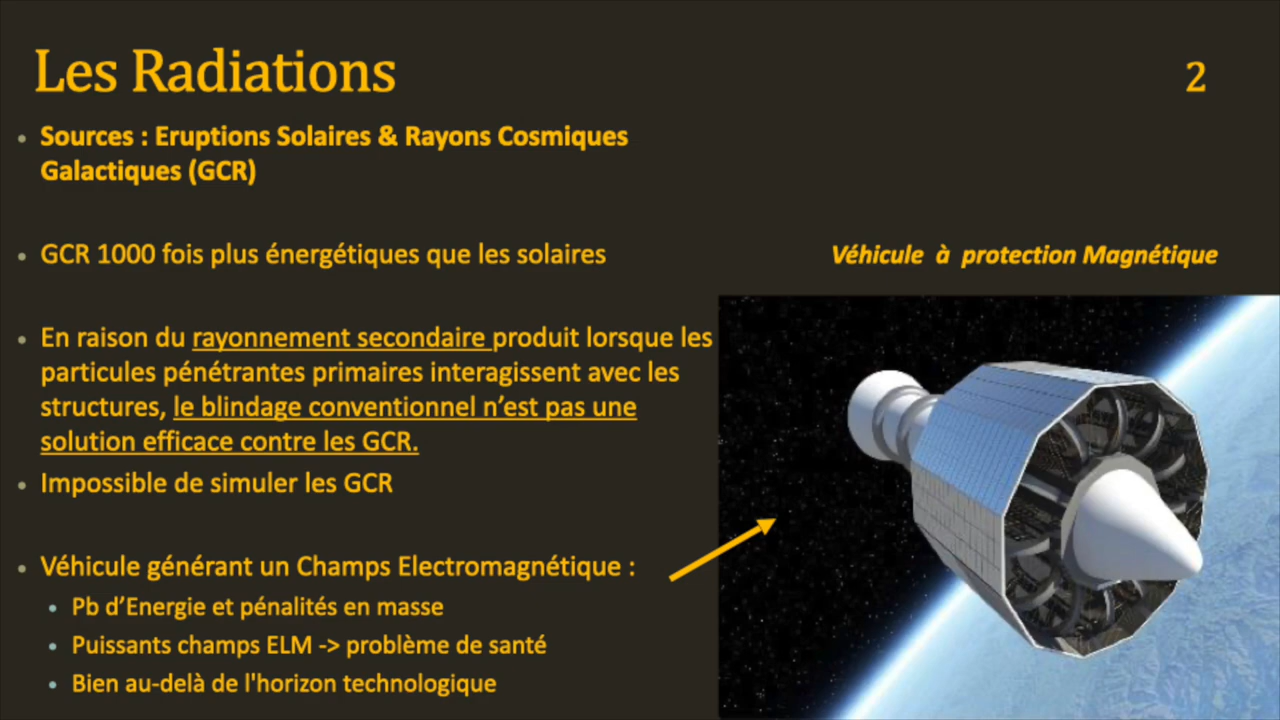 Les Radiations
2
Sources : Eruptions Solaires & Rayons Cosmiques
Galactiques (GCR)
GCR 1000 fois plus énergétiques que les solaires
Véhicule à protection Magnétique
En raison du rayonnement secondaire produit lorsque les
particules pénétrantes primaires interagissent avec les
structures, le blindage conventionnel n’est pas une
solution efficace contre les GCR.
Impossible de simuler les GCR
Véhicule générant un Champs Electromagnétique :
Pb d’Energie et pénalités en masse
Puissants champs ELM -> problème de santé
Bien au-delà de l'horizon technologique